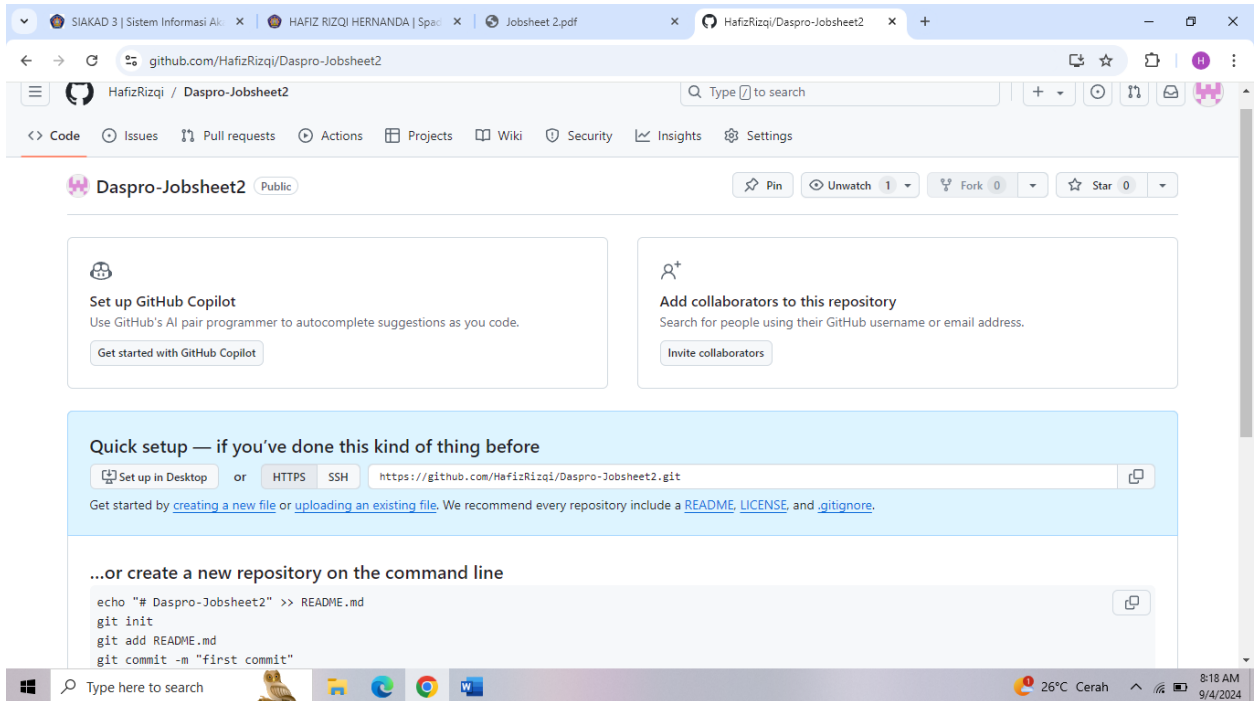 SIAKAD 3 | Sistem Informasi Ak
HAFIZ RIZQI HERNANDA | Spad
Jobsheet 2.pdf
HafizRizqi/Daspro-Jobsheet2
github.com/HafizRizqi/Daspro-Jobsheet2
H
HafizRizqi / Daspro-Jobsheet2
Type / to search
<> Code Issues Pull requests Actions Projects Wiki Security Insights Settings
Daspro-Jobsheet2 Public
Pin Unwatch 1 Fork 0 Star 0
Set up GitHub Copilot
Use GitHub's AI pair programmer to autocomplete suggestions as you code.
Get started with GitHub Copilot
Add collaborators to this repository
Search for people using their GitHub username or email address.
Invite collaborators
Quick setup — if you've done this kind of thing before
Set up in Desktop or HTTPS SSH https://github.com/HafizRizqi/Daspro-Jobsheet2.git
Get started by creating a new file or uploading an existing file. We recommend every repository include a README, LICENSE, and .gitignore.
...or create a new repository on the command line
echo "# Daspro-Jobsheet2" >> README.md
git init
git add README.md
git commit -m "first commit"
Type here to search
1
26°C Cerah
8:18 AM
9/4/2024